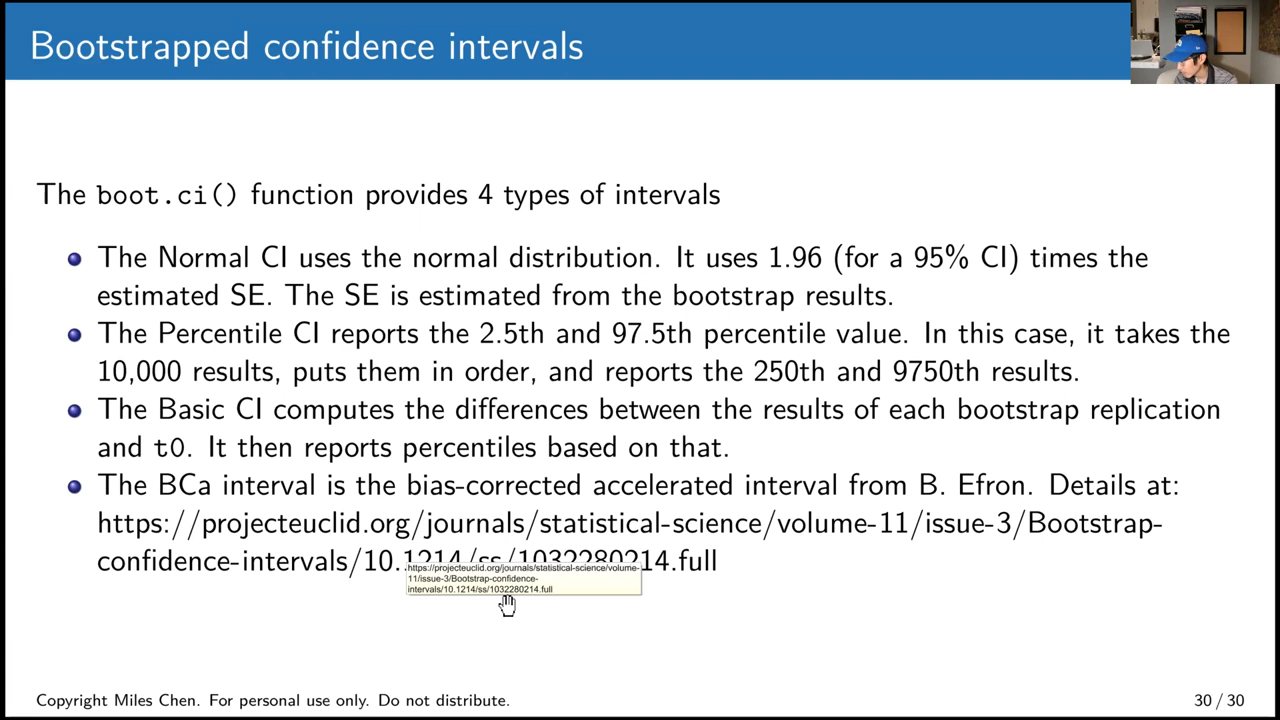 Bootstrapped confidence intervals
The boot.ci() function provides 4 types of intervals
The Normal CI uses the normal distribution. It uses 1.96 (for a 95% CI) times the
estimated SE. The SE is estimated from the bootstrap results.
The Percentile CI reports the 2.5th and 97.5th percentile value. In this case, it takes the
10,000 results, puts them in order, and reports the 250th and 9750th results.
The Basic CI computes the differences between the results of each bootstrap replication
and t0. It then reports percentiles based on that.
The BCa interval is the bias-corrected accelerated interval from B. Efron. Details at:
https://projecteuclid.org/journals/statistical-science/volume-11/issue-3/Bootstrap-
confidence-intervals/10.1214/ss/1032280214.full
https://projecteuclid.org/journals/statistical-science/volume-
11/issue-3/Bootstrap-confidence-
intervals/10.1214/ss/1032280214.full
Copyright Miles Chen. For personal use only. Do not distribute.
30 / 30